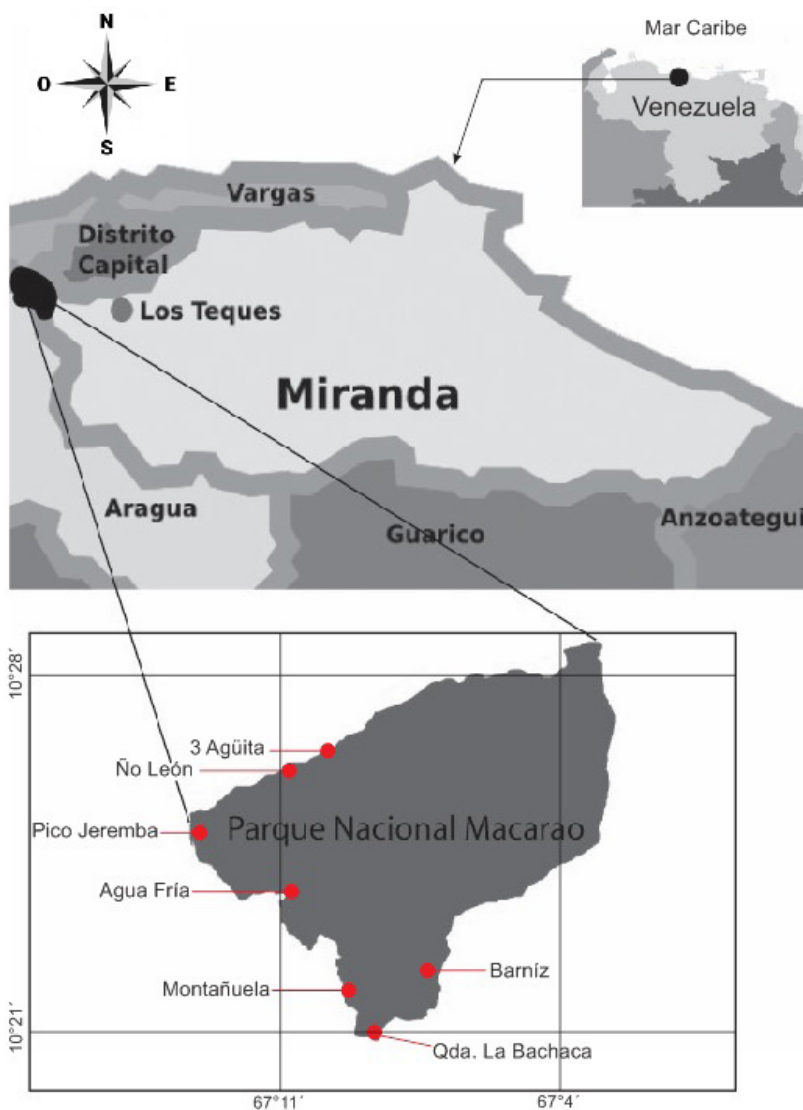 N
O
E
S
Mar Caribe
Venezuela
Vargas
Distrito
Capital
Los Teques
Miranda
Aragua
Guarico
Anzoategui
10°28´
3 Agüita
Ño León
Pico Jeremba
Parque Nacional Macarao
Agua Fría
Montañuela
Barníz
10°21´
Qda. La Bachaca
67°11´
67°4´